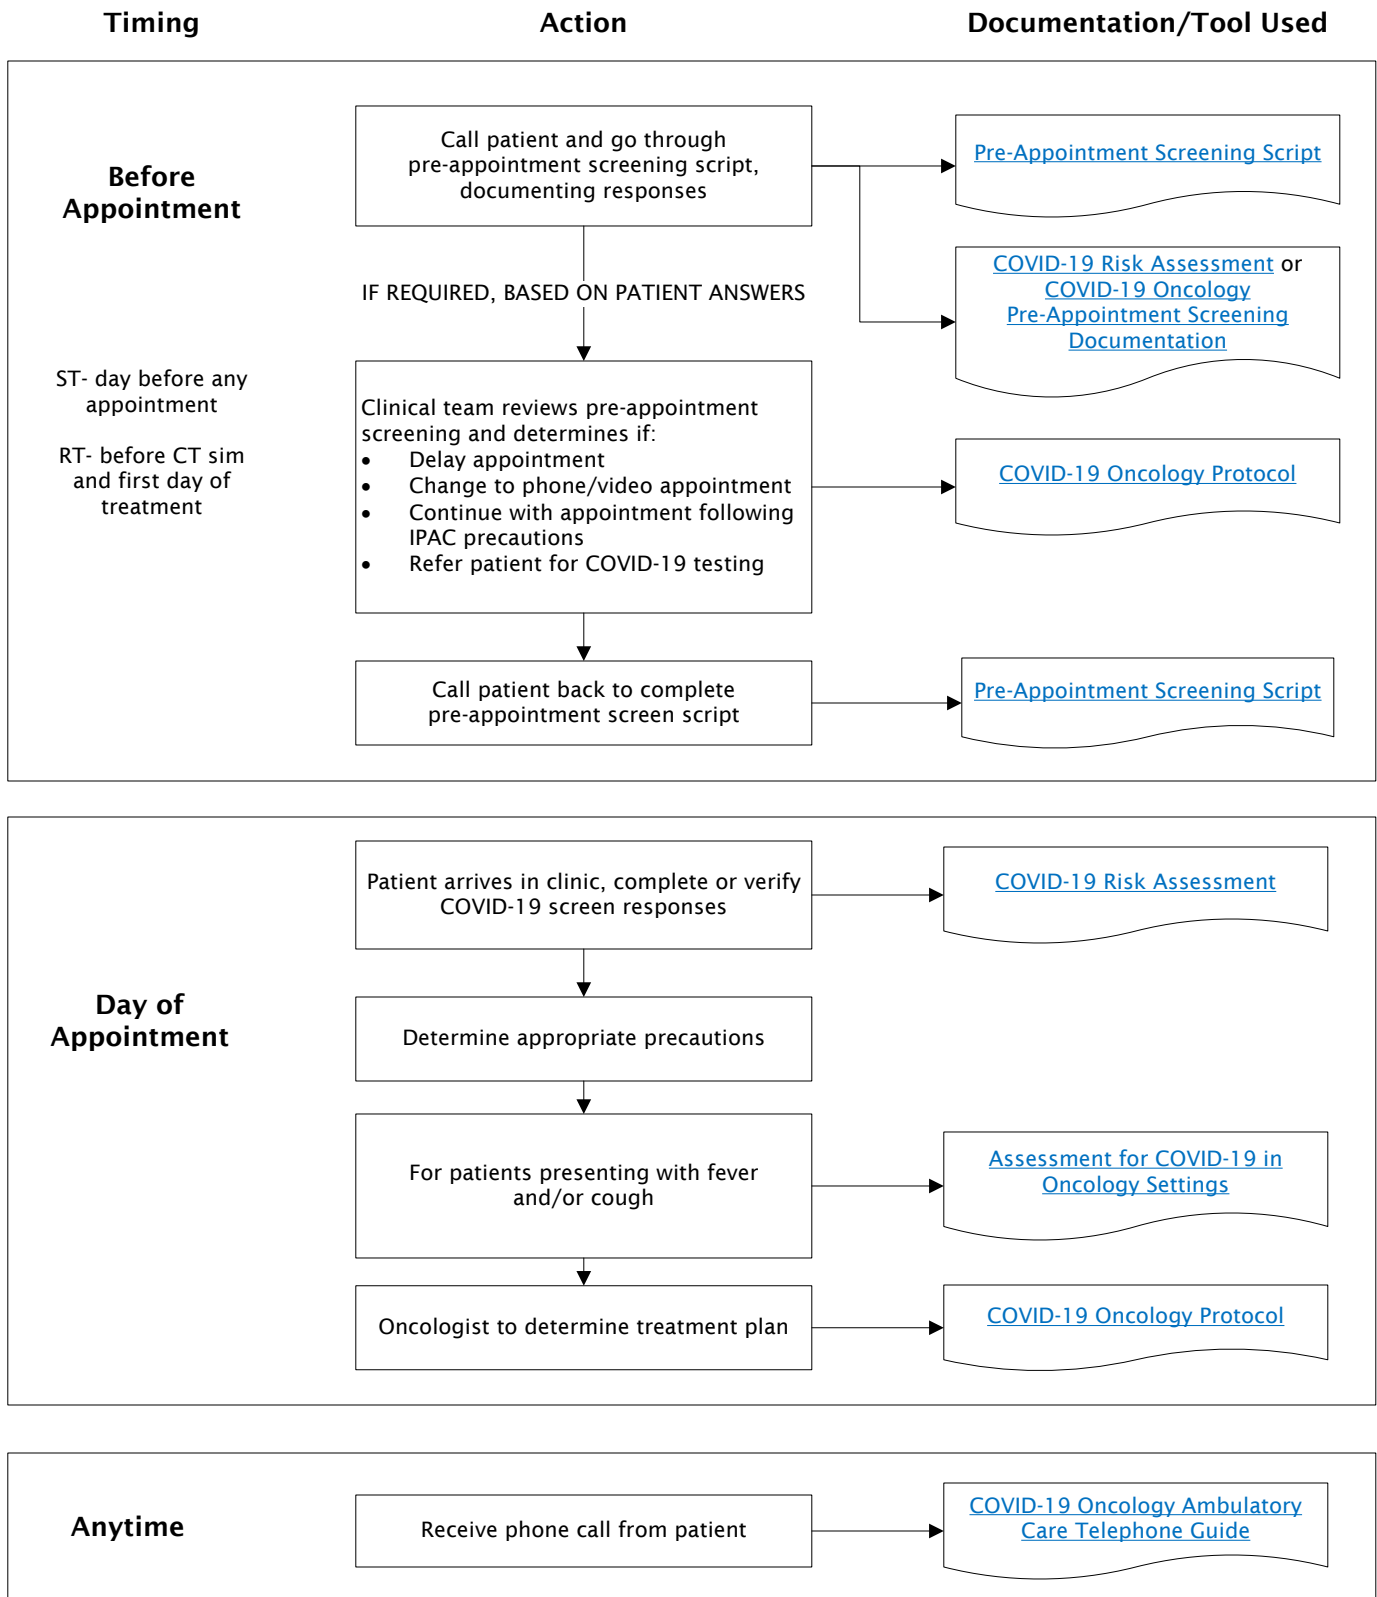 Timing
Action
Documentation/Tool Used
Before
Appointment
ST- day before any
appointment
RT- before CT sim
and first day of
treatment
Call patient and go through
pre-appointment screening script,
documenting responses
Pre-Appointment Screening Script
COVID-19 Risk Assessment or
COVID-19 Oncology
Pre-Appointment Screening
Documentation
IF REQUIRED, BASED ON PATIENT ANSWERS
Clinical team reviews pre-appointment
screening and determines if:
• Delay appointment
• Change to phone/video appointment
• Continue with appointment following
IPAC precautions
• Refer patient for COVID-19 testing
COVID-19 Oncology Protocol
Call patient back to complete
pre-appointment screen script
Pre-Appointment Screening Script
Day of
Appointment
Patient arrives in clinic, complete or verify
COVID-19 screen responses
COVID-19 Risk Assessment
Determine appropriate precautions
For patients presenting with fever
and/or cough
Assessment for COVID-19 in
Oncology Settings
Oncologist to determine treatment plan
COVID-19 Oncology Protocol
Anytime
Receive phone call from patient
COVID-19 Oncology Ambulatory
Care Telephone Guide